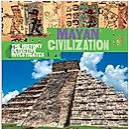 MAYAN
CIVILIZATION
THE HISTORY
DETECTIVE
INVESTIGATES